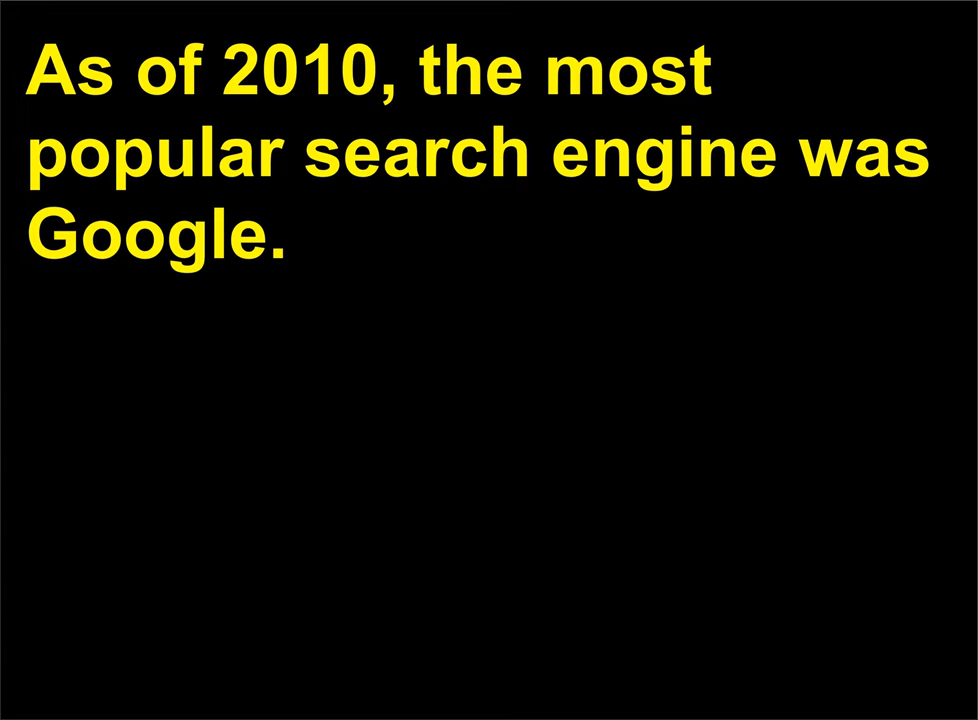 As of 2010, the most
popular search engine was
Google.